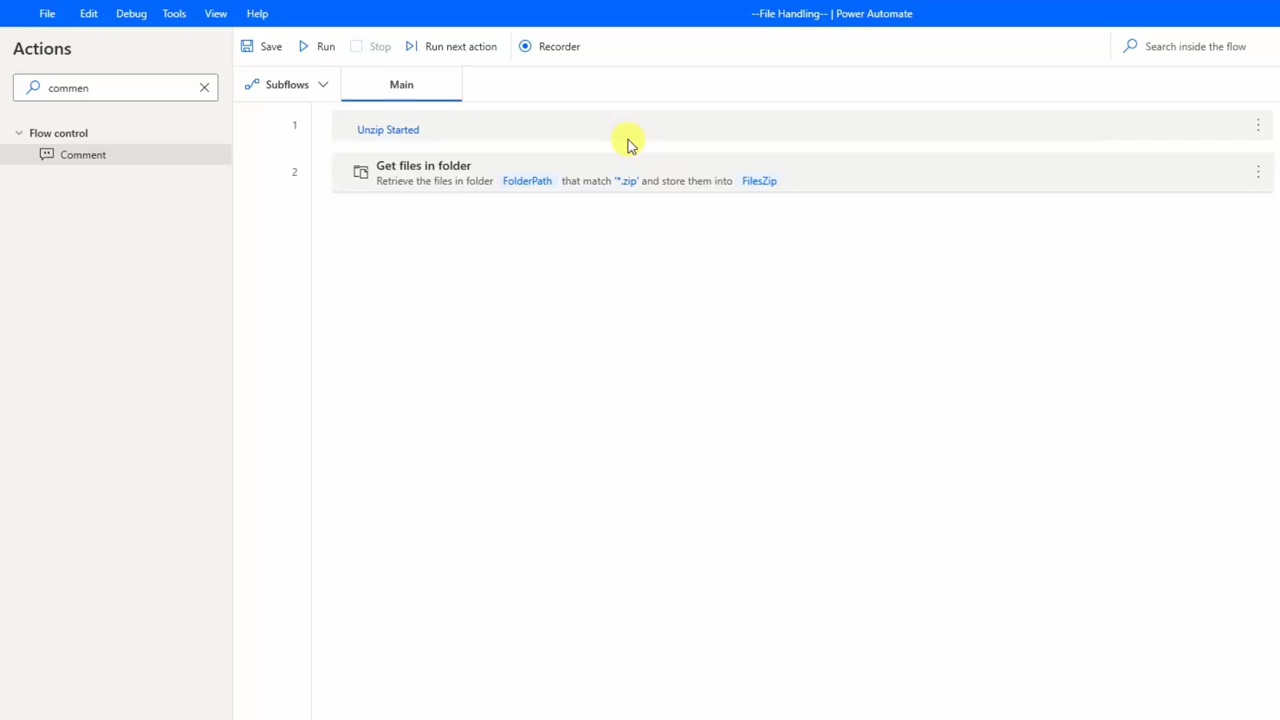 File Edit Debug Tools View Help --File Handling-- | Power Automate
Actions
Save Run Stop Run next action Recorder Search inside the flow
commen
Subflows Main
Flow control
Comment
1 Unzip Started
2 Get files in folder
Retrieve the files in folder FolderPath that match '*.zip' and store them into FilesZip